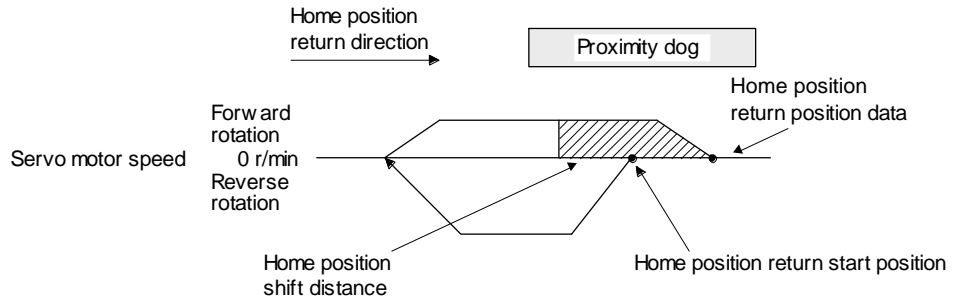 Home position
return direction
Proximity dog
Home position
return position data
Forward
rotation
Servo motor speed 0 r/min
Reverse
rotation
Home position
shift distance
Home position return start position